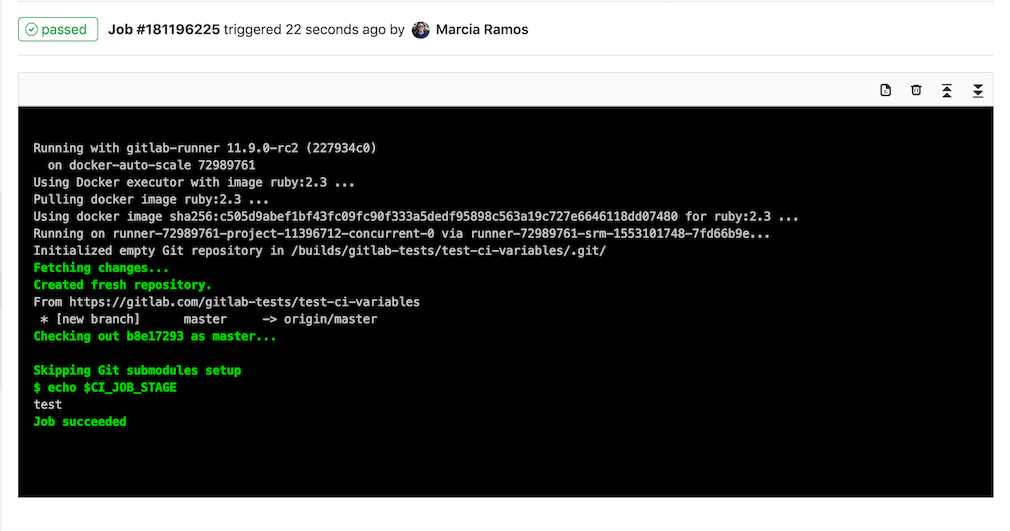 passed Job #181196225 triggered 22 seconds ago by Marcia Ramos
Running with gitlab-runner 11.9.0-rc2 (227934c0)
on docker-auto-scale 72989761
Using Docker executor with image ruby:2.3 ...
Pulling docker image ruby:2.3 ...
Using docker image sha256:c505d9abef1bf43fc09fc90f333a5dedf95898c563a19c727e6646118dd07480 for ruby:2.3 ...
Running on runner-72989761-project-11396712-concurrent-0 via runner-72989761-srm-1553101748-7fd66b9e...
Initialized empty Git repository in /builds/gitlab-tests/test-ci-variables/.git/
Fetching changes...
Created fresh repository.
From https://gitlab.com/gitlab-tests/test-ci-variables
* [new branch]      master     -> origin/master
Checking out b8e17293 as master...
Skipping Git submodules setup
$ echo $CI_JOB_STAGE
test
Job succeeded